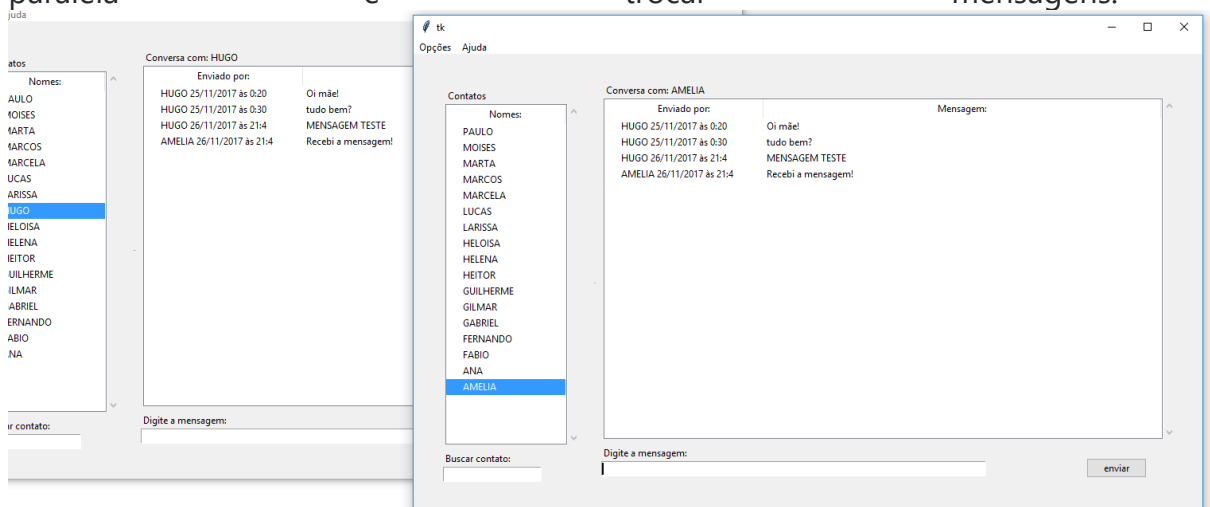 paralela e trocar mensagens.
juda
atos
Nomes:
AULO
OISES
ARTA
ARCOS
ARCELA
UCAS
ARISSA
UGO
ELOISA
ELENA
EITOR
UILHERME
ILMAR
ABRIEL
ERNANDO
ABIO
NA
r contato:
Conversa com: HUGO
Enviado por:
HUGO 25/11/2017 às 0:20 Oi mãe!
HUGO 25/11/2017 às 0:30 tudo bem?
HUGO 26/11/2017 às 21:4 MENSAGEM TESTE
AMELIA 26/11/2017 às 21:4 Recebi a mensagem!
Digite a mensagem:
tk
Opções Ajuda
Contatos
Nomes:
PAULO
MOISES
MARTA
MARCOS
MARCELA
LUCAS
LARISSA
HELOISA
HELENA
HEITOR
GUILHERME
GILMAR
GABRIEL
FERNANDO
FABIO
ANA
AMELIA
Buscar contato:
Conversa com: AMELIA
Enviado por: Mensagem:
HUGO 25/11/2017 às 0:20 Oi mãe!
HUGO 25/11/2017 às 0:30 tudo bem?
HUGO 26/11/2017 às 21:4 MENSAGEM TESTE
AMELIA 26/11/2017 às 21:4 Recebi a mensagem!
Digite a mensagem:
enviar